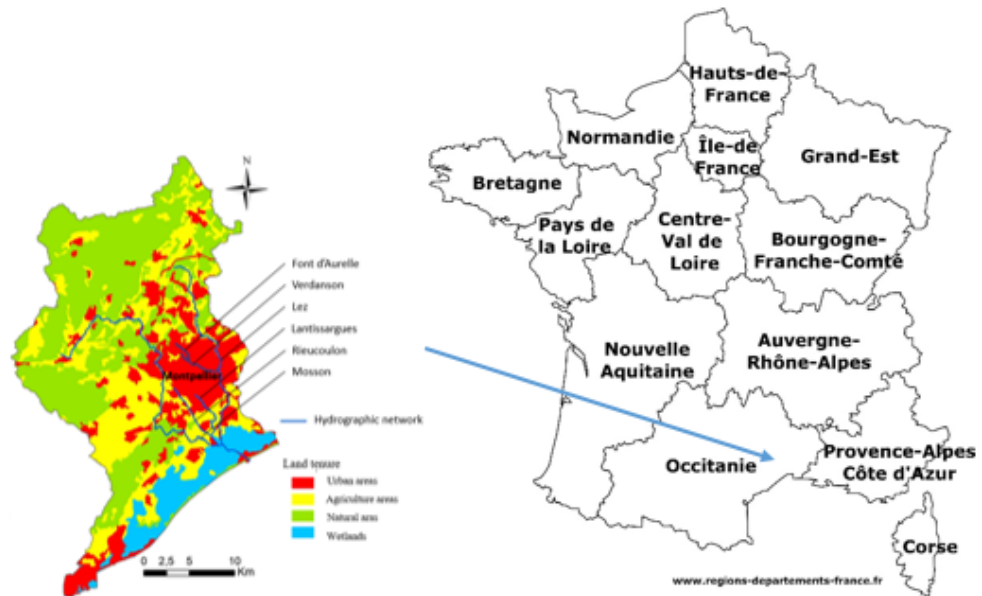 N
Font d'Aurelle
Verdanson
Lez
Lantissargues
Rieucoulon
Mosson
Montpellier
Hydrographic network
Land tenure
Urban areas
Agriculture areas
Natural area
Wetlands
0 2,5 5 10
Km
Hauts-de-
France
Normandie
Île-de
France
Grand-Est
Bretagne
Pays de
la Loire
Centre-
Val de
Loire
Bourgogne-
Franche-Comté
Nouvelle
Aquitaine
Auvergne-
Rhône-Alpes
Occitanie
Provence-Alpes
Côte d'Azur
Corse
www.regions-departements-france.fr